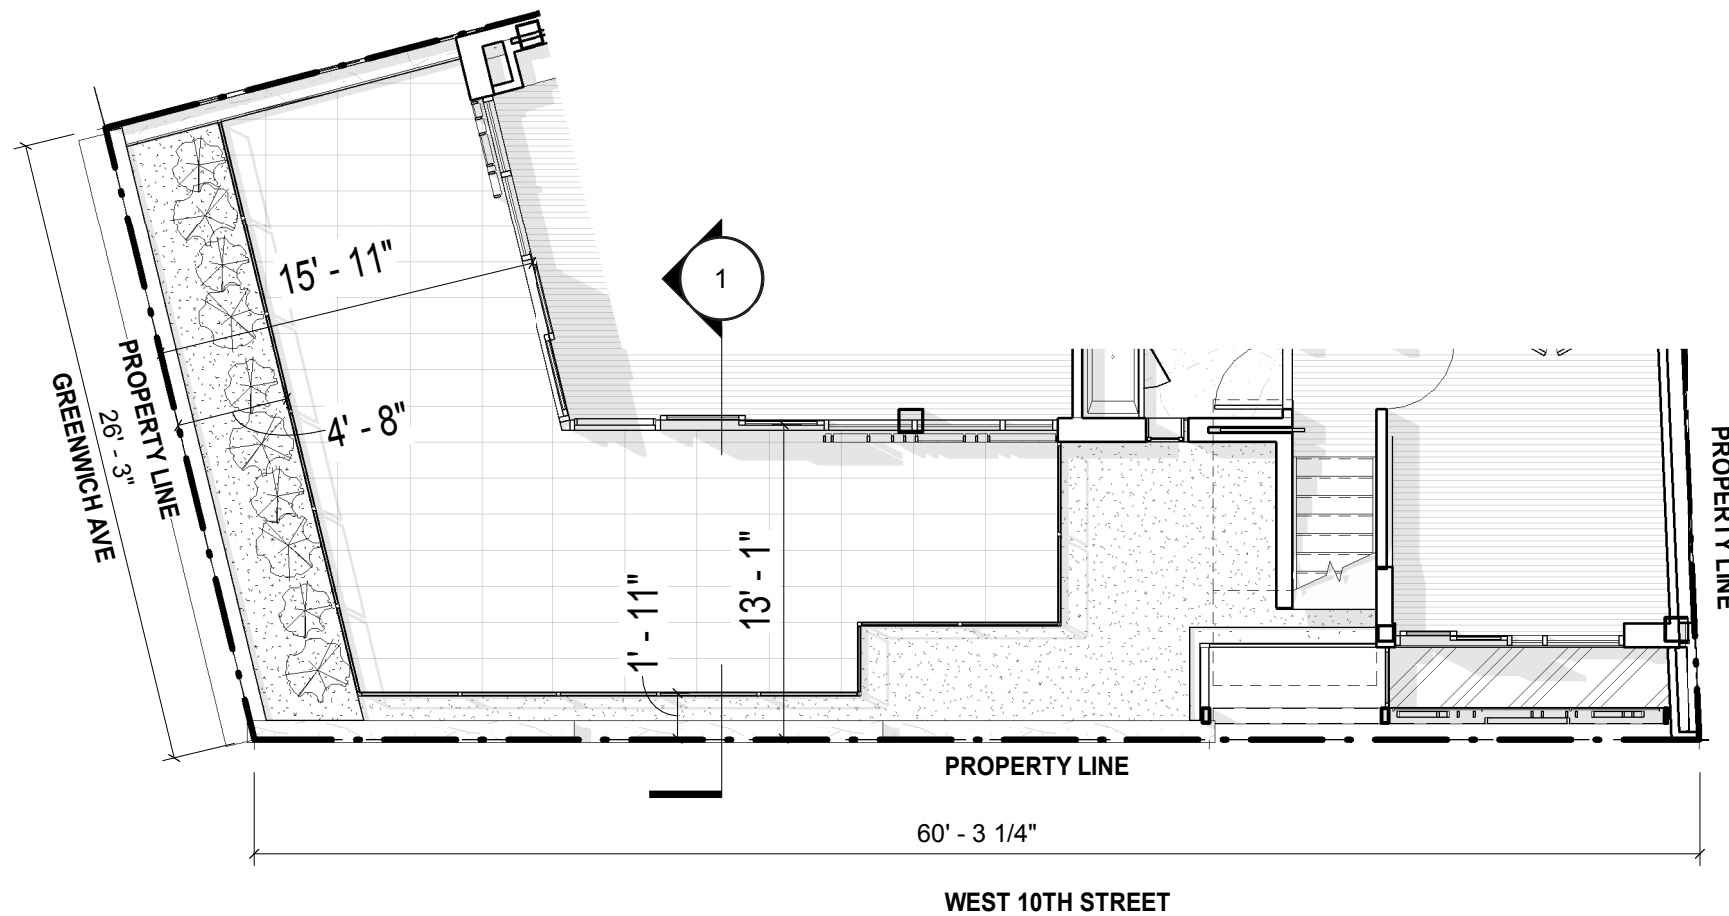 15' - 11"
1
PROPERTY LINE
GREENWICH AVE
26' - 3"
4' - 8"
PROPERTY LINE
1' - 11"
13' - 1"
PROPERTY LINE
60' - 3 1/4"
WEST 10TH STREET